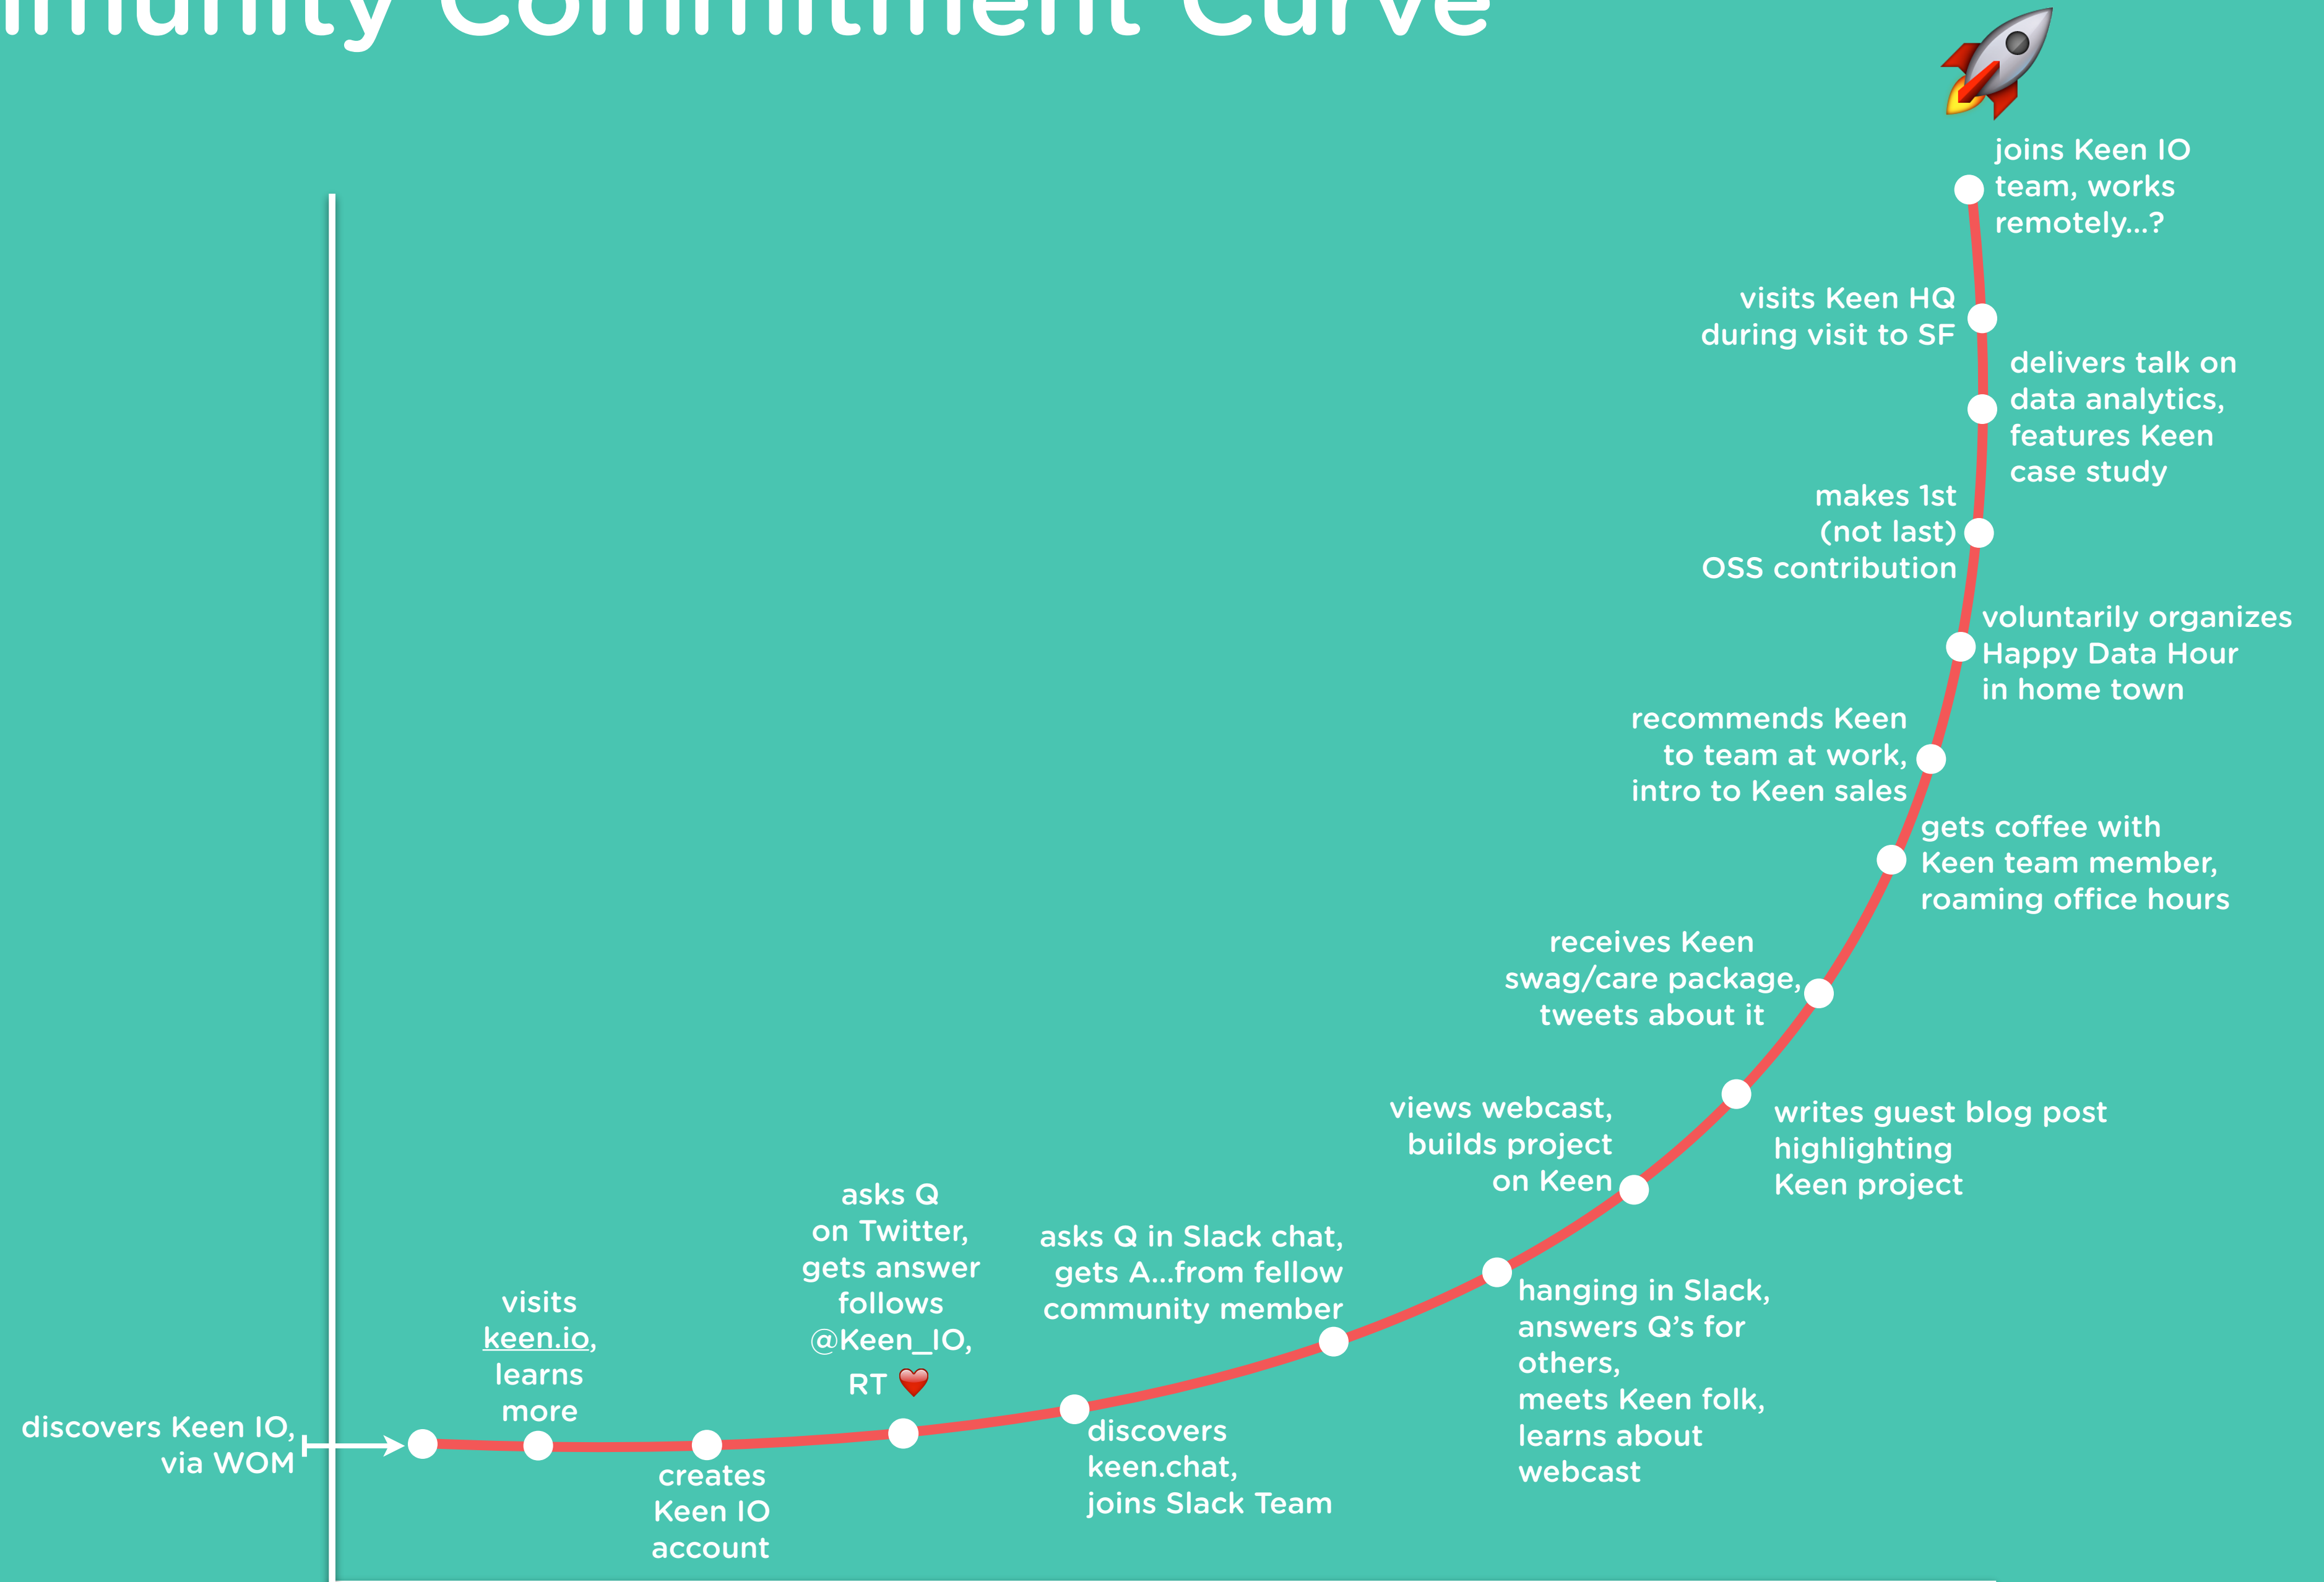 mmunity Commitment Curve
joins Keen IO
team, works
remotely...?
visits Keen HQ
during visit to SF
delivers talk on
data analytics,
features Keen
case study
makes 1st
(not last)
OSS contribution
voluntarily organizes
Happy Data Hour
in home town
recommends Keen
to team at work,
intro to Keen sales
gets coffee with
Keen team member,
roaming office hours
receives Keen
swag/care package,
tweets about it
writes guest blog post
highlighting
Keen project
views webcast,
builds project
on Keen
hanging in Slack,
answers Q’s for
others,
meets Keen folk,
learns about
webcast
asks Q in Slack chat,
gets A...from fellow
community member
discovers
keen.chat,
joins Slack Team
asks Q
on Twitter,
gets answer
follows
@Keen_IO,
RT ❤️
creates
Keen IO
account
visits
keen.io,
learns
more
discovers Keen IO,
via WOM